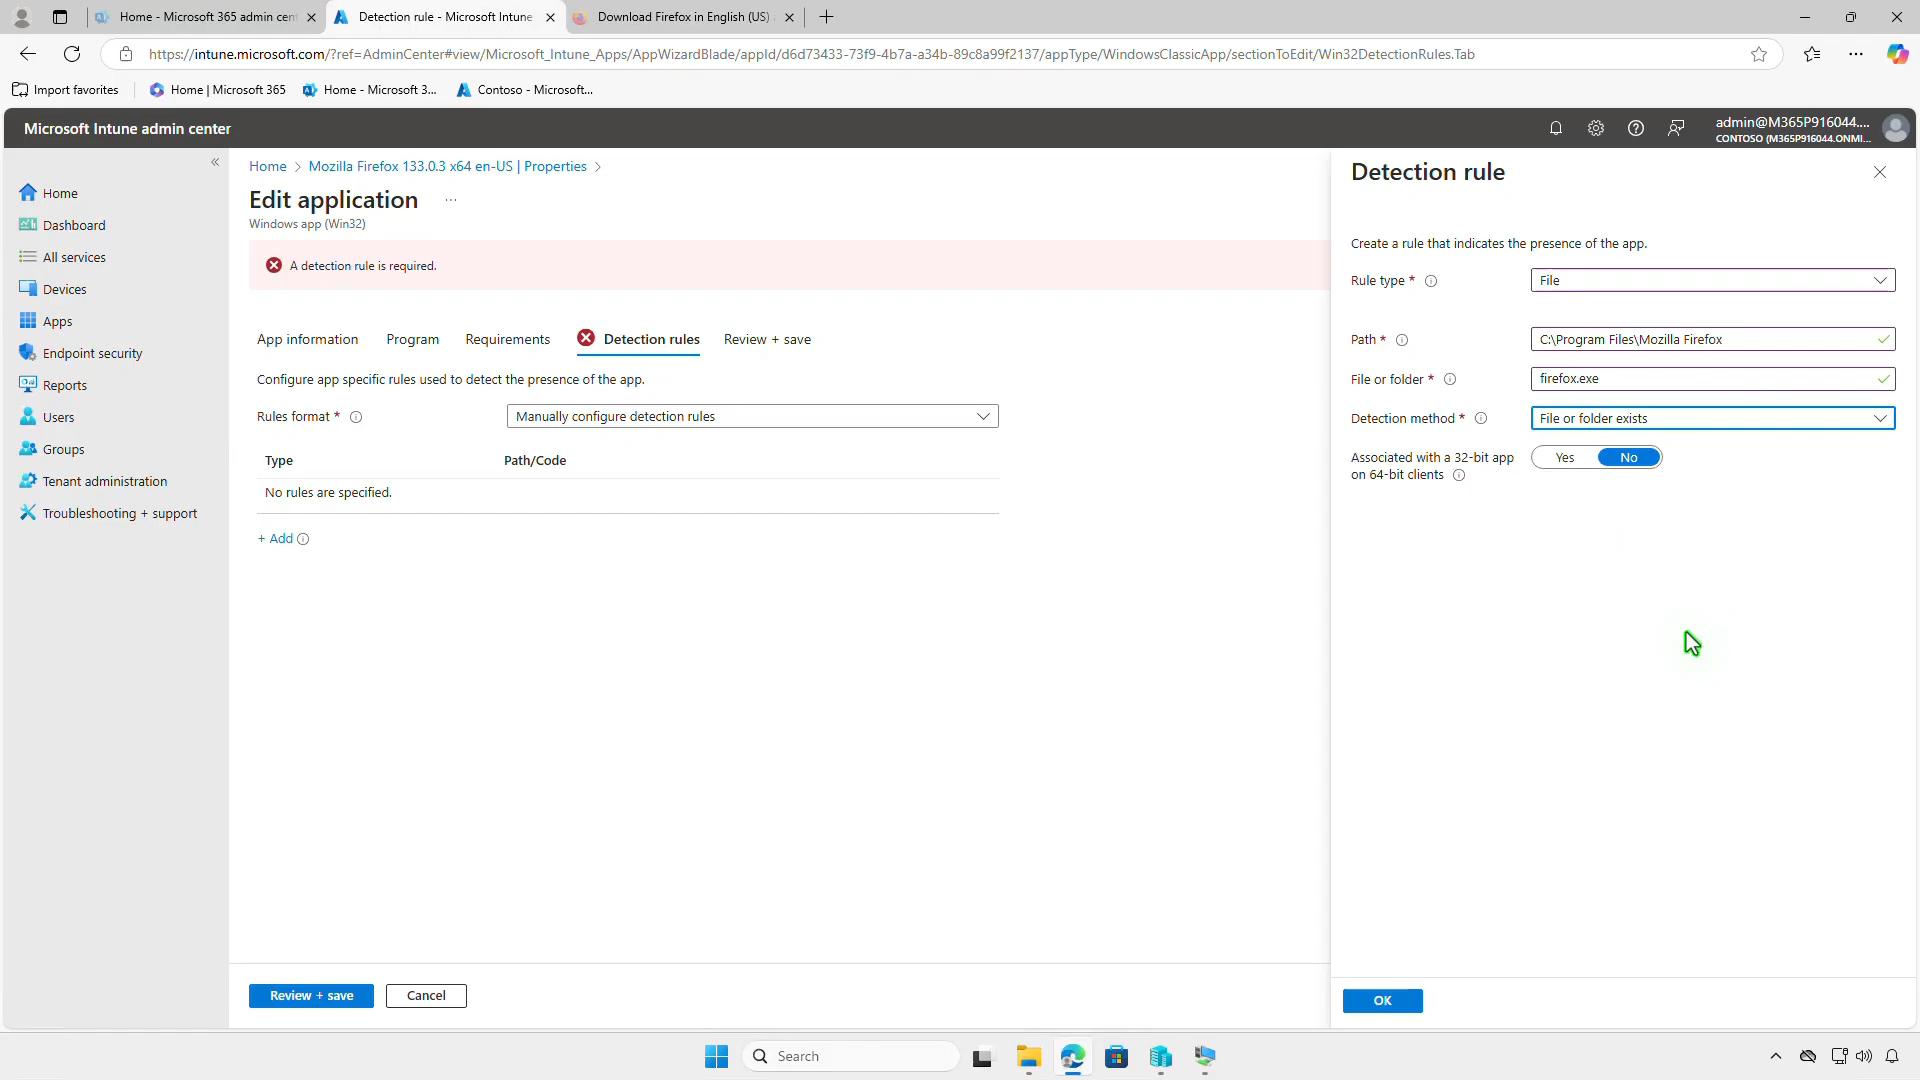 Home - Microsoft 365 admin cent
Detection rule - Microsoft Intune
Download Firefox in English (US)
https://intune.microsoft.com/?ref=AdminCenter#view/Microsoft_Intune_Apps/AppWizardBlade/appId/d6d73433-73f9-4b7a-a34b-89c8a99f2137/appType/WindowsClassicApp/sectionToEdit/Win32DetectionRules.Tab
Import favorites
Home | Microsoft 365
Home - Microsoft 3...
Contoso - Microsoft...
Microsoft Intune admin center
admin@M365P916044....
CONTOSO (M365P916044.ONMI...
Home
Dashboard
All services
Devices
Apps
Endpoint security
Reports
Users
Groups
Tenant administration
Troubleshooting + support
Home > Mozilla Firefox 133.0.3 x64 en-US | Properties >
Edit application ...
Windows app (Win32)
A detection rule is required.
App information
Program
Requirements
Detection rules
Review + save
Configure app specific rules used to detect the presence of the app.
Rules format *
Manually configure detection rules
Type
Path/Code
No rules are specified.
+ Add
Review + save
Cancel
Detection rule
Create a rule that indicates the presence of the app.
Rule type *
File
Path *
C:\Program Files\Mozilla Firefox
File or folder *
firefox.exe
Detection method *
File or folder exists
Associated with a 32-bit app
on 64-bit clients
Yes
No
OK
Search